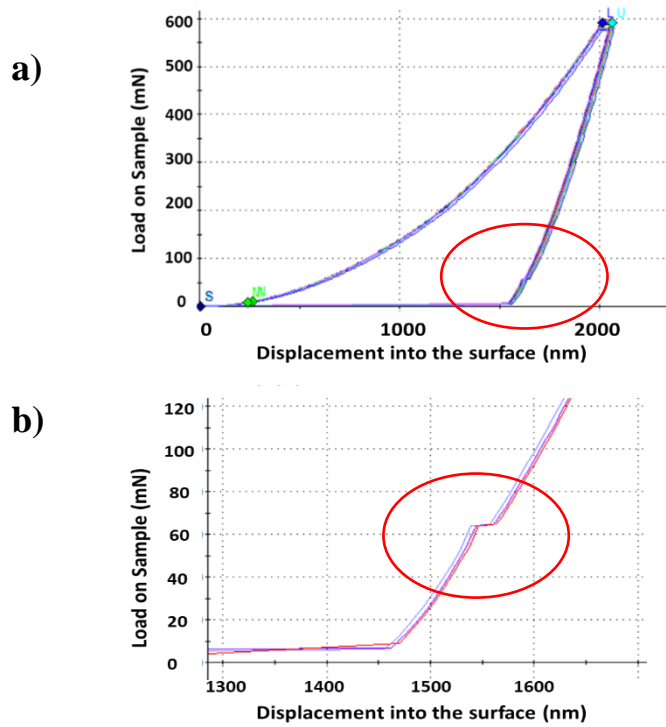 a)
600
500
400
300
200
100
0
Load on Sample (mN)
S
N
L U
0 1000 2000
Displacement into the surface (nm)
b)
120
100
80
60
40
20
0
Load on Sample (mN)
1300 1400 1500 1600
Displacement into the surface (nm)